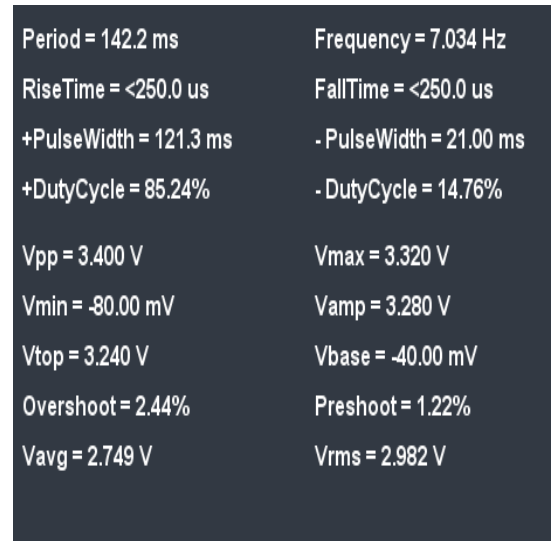 Period = 142.2 ms Frequency = 7.034 Hz
RiseTime = <250.0 us FallTime = <250.0 us
+PulseWidth = 121.3 ms - PulseWidth = 21.00 ms
+DutyCycle = 85.24% - DutyCycle = 14.76%
Vpp = 3.400 V Vmax = 3.320 V
Vmin = -80.00 mV Vamp = 3.280 V
Vtop = 3.240 V Vbase = -40.00 mV
Overshoot = 2.44% Preshoot = 1.22%
Vavg = 2.749 V Vrms = 2.982 V